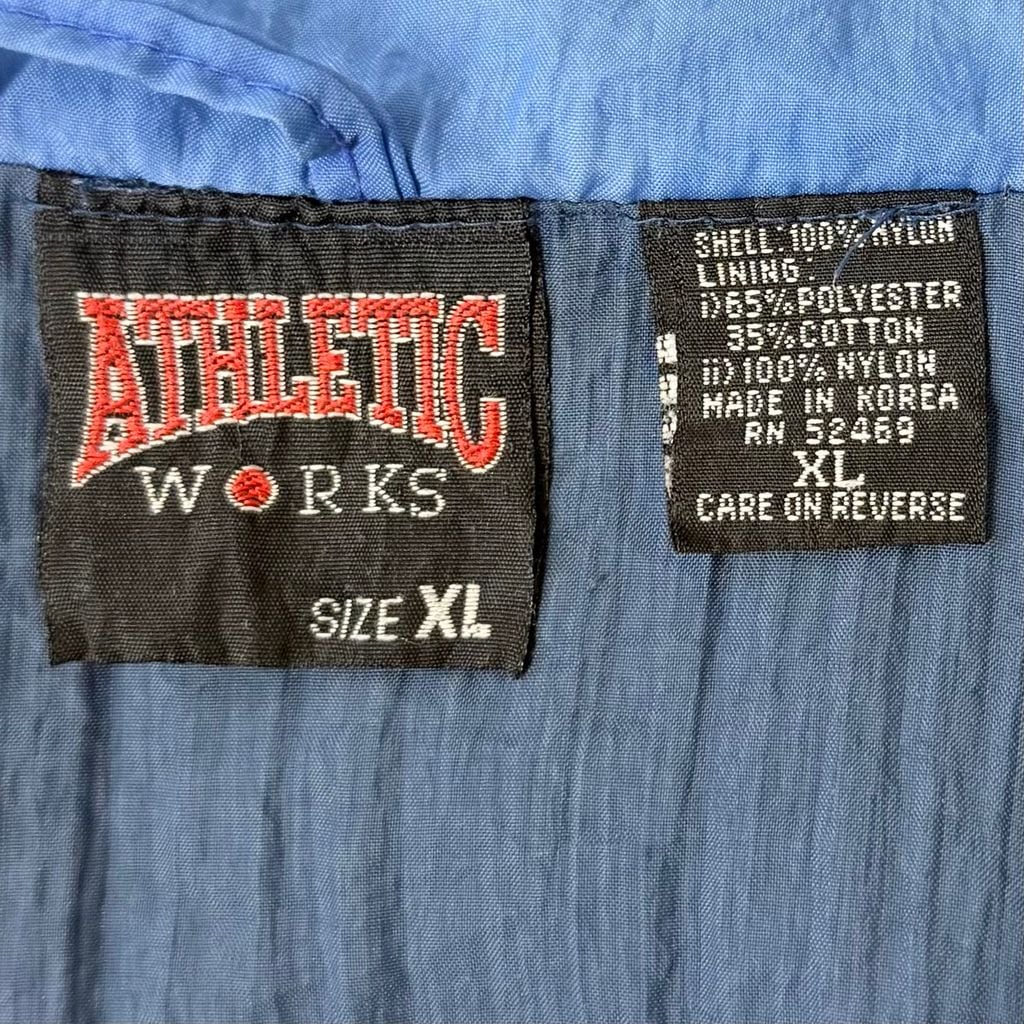 ATHLETIC
WORKS
SIZE XL
SHELL 100% NYLON
LINING
i)65% POLYESTER
35% COTTON
ii) 100% NYLON
MADE IN KOREA
RN 52469
XL
CARE ON REVERSE